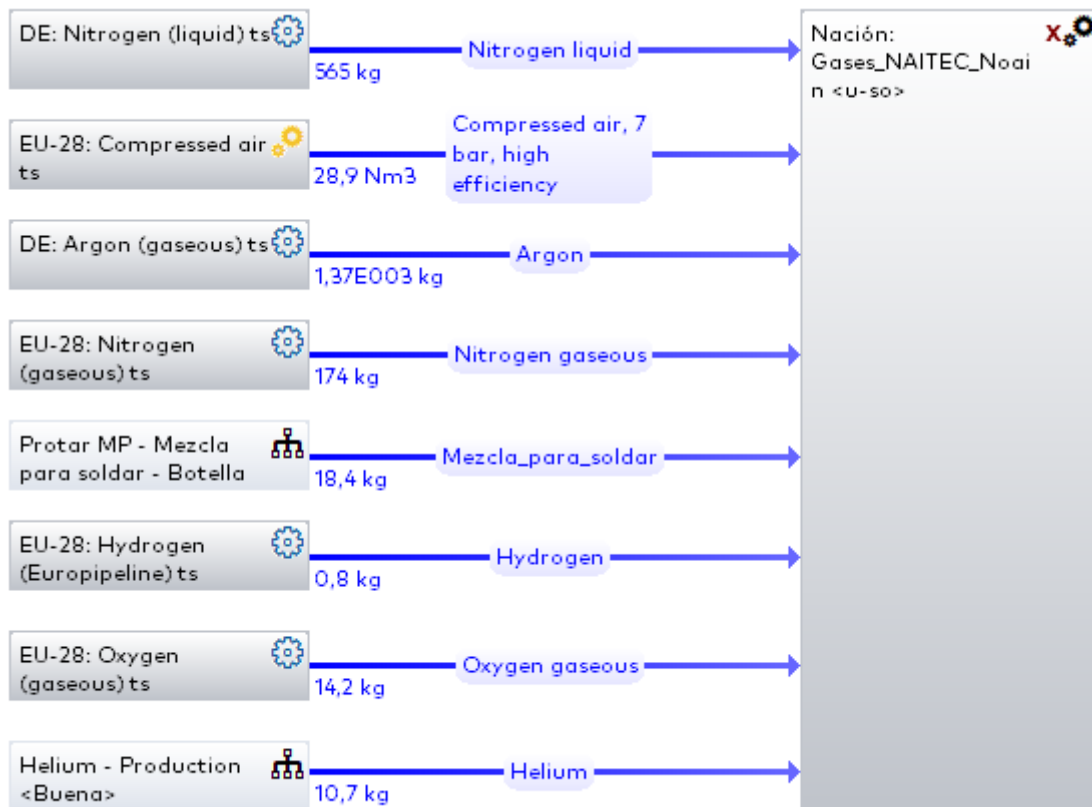 DE: Nitrogen (liquid) ts
565 kg
Nitrogen liquid
EU-28: Compressed air
ts
28,9 Nm3
Compressed air, 7
bar, high
efficiency
DE: Argon (gaseous) ts
1,37E003 kg
Argon
EU-28: Nitrogen
(gaseous) ts
174 kg
Nitrogen gaseous
Protar MP - Mezcla
para soldar - Botella
18,4 kg
Mezcla_para_soldar
EU-28: Hydrogen
(Europipeline) ts
0,8 kg
Hydrogen
EU-28: Oxygen
(gaseous) ts
14,2 kg
Oxygen gaseous
Helium - Production
<Buena>
10,7 kg
Helium
Nación:
Gases_NAITEC_Noai
n <u-so>
X